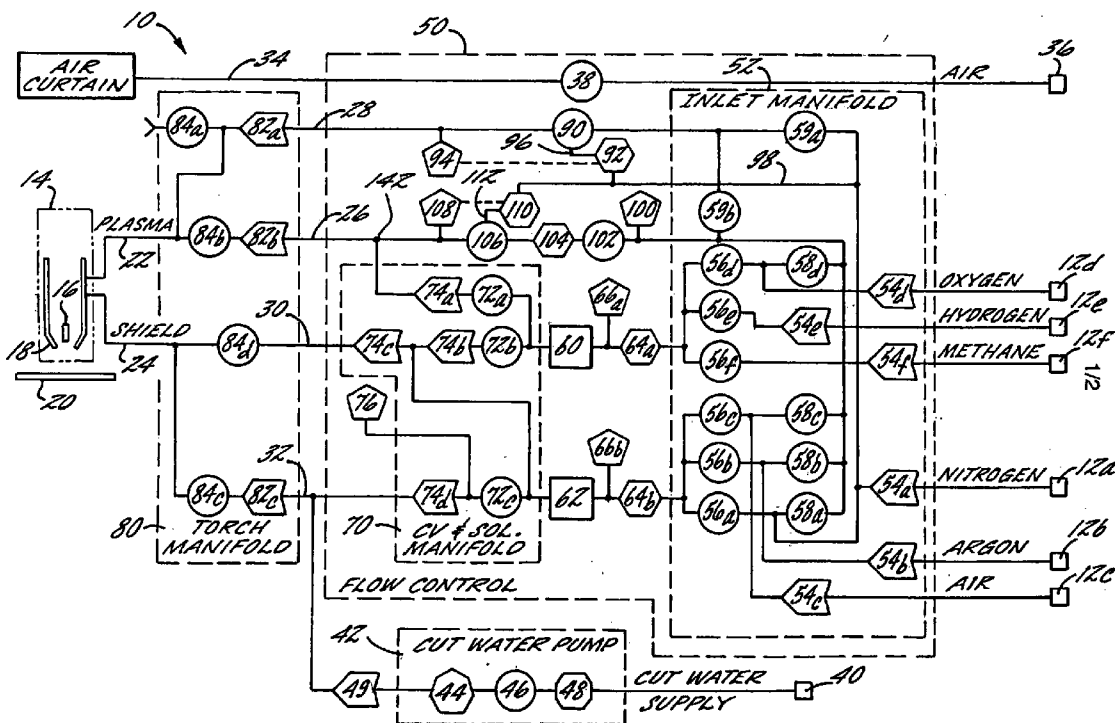 10
50
AIR CURTAIN
34
38
52
AIR
36
INLET MANIFOLD
84a
82a
28
90
59a
96
92
94
98
14
142
112
108
110
100
59b
PLASMA
22
84b
82b
26
106
104
102
56d
58d
54d
OXYGEN
12d
16
74a
72a
66a
56e
54e
HYDROGEN
12e
18
SHIELD
24
84d
30
74c
74b
72b
60
64a
56f
54f
METHANE
12f
1/2
20
76
56c
58c
66b
56b
58b
32
84c
82c
74d
72c
62
64b
56a
58a
54a
NITROGEN
12a
80
TORCH MANIFOLD
70
CV & SOL. MANIFOLD
54b
ARGON
12b
FLOW CONTROL
54c
AIR
12c
42
CUT WATER PUMP
49
44
46
48
CUT WATER SUPPLY
40